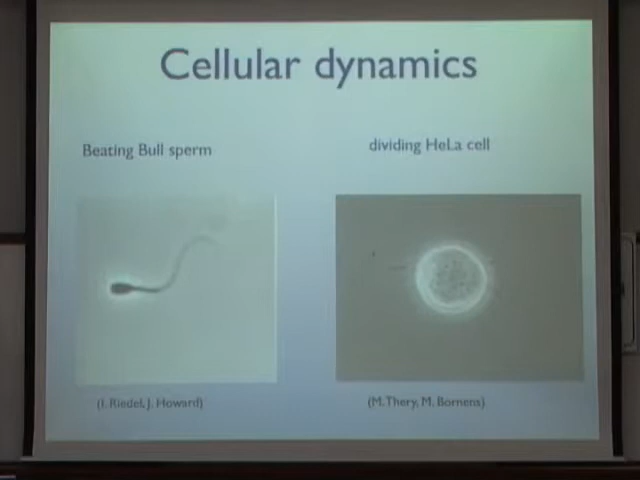 Cellular dynamics
Beating Bull sperm
dividing HeLa cell
(I. Riedel, J. Howard)
(M. Thery, M. Bornens)